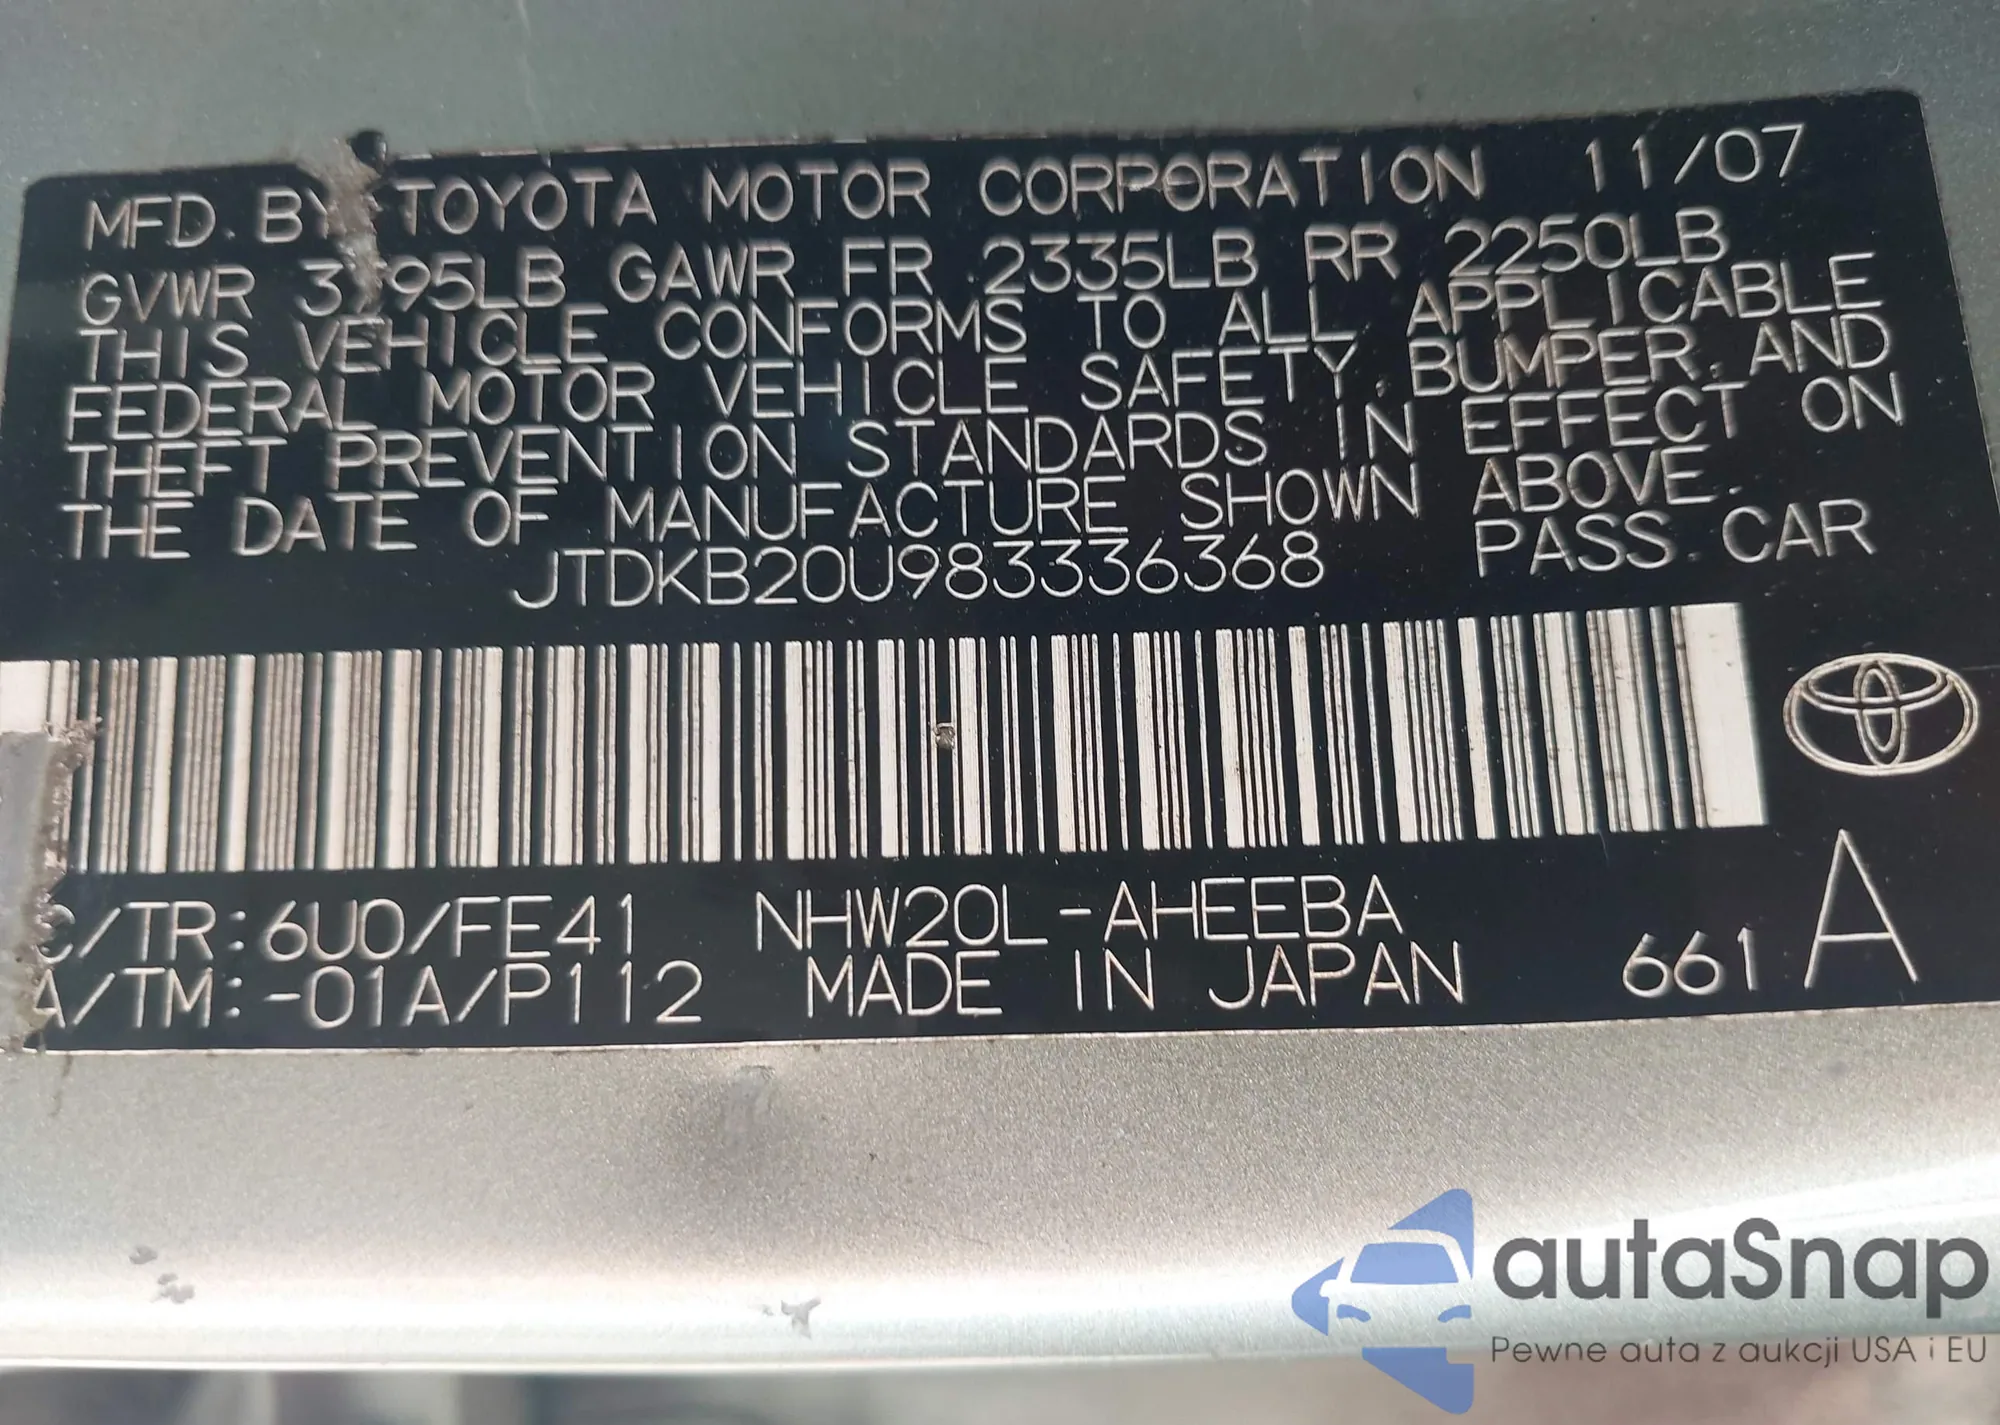 MFD. BY TOYOTA MOTOR CORPORATION 11/07
GVWR GAWR FR 2335LB RR 2250LB
THIS VEHICLE CONFORMS TO ALL APPLICABLE
FEDERAL MOTOR VEHICLE SAFETY, BUMPER, AND
THEFT PREVENTION STANDARDS IN EFFECT ON
THE DATE OF MANUFACTURE SHOWN ABOVE.
JTDKB20U983336368 PASS. CAR
C/TR:6U0/FE41 NHW20L-AHEEBA
A/TM:-01A/P112 MADE IN JAPAN 661 A
autaSnap
Pewne auta z aukcji USA i EU